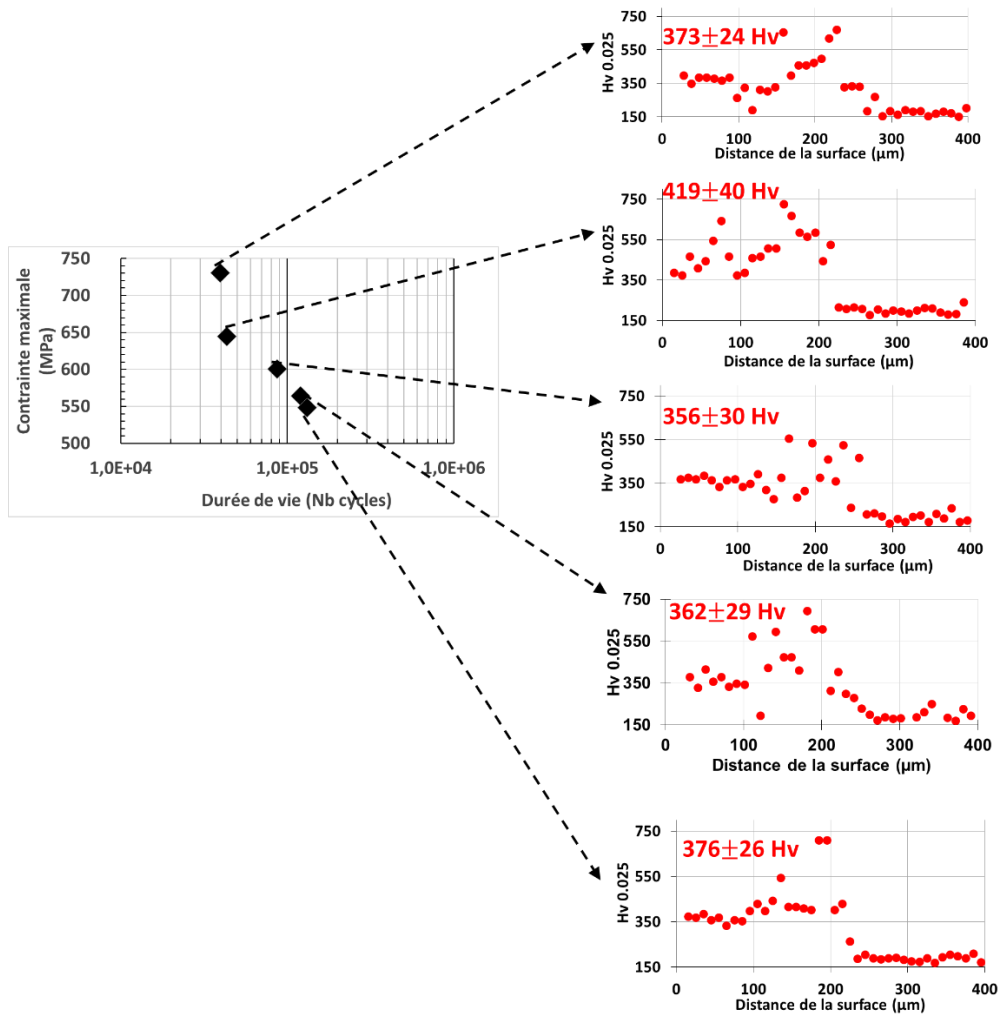 750
373±24 Hv
550
Hv 0.025
350
150
0 100 200 300 400
Distance de la surface (µm)
750
419±40 Hv
550
Hv 0.025
350
150
0 100 200 300 400
Distance de la surface (µm)
750
700
650
600
550
500
Contrainte maximale
(MPa)
1,0E+04 1,0E+05 1,0E+06
Durée de vie (Nb cycles)
750
356±30 Hv
550
Hv 0.025
350
150
0 100 200 300 400
Distance de la surface (µm)
750
362±29 Hv
550
Hv 0.025
350
150
0 100 200 300 400
Distance de la surface (µm)
750
376±26 Hv
550
Hv 0.025
350
150
0 100 200 300 400
Distance de la surface (µm)